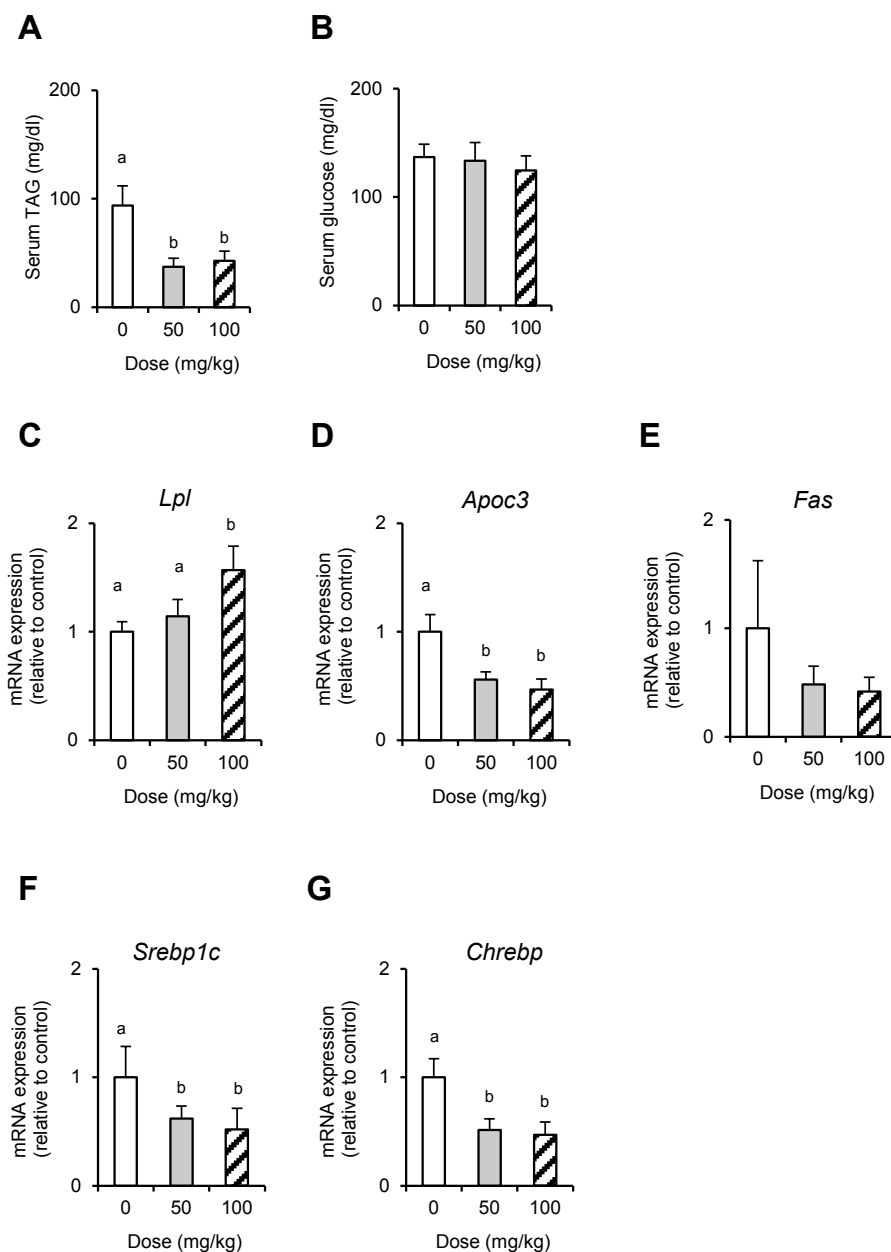 A
Serum TAG (mg/dl)
200
100
0
a
b
b
0 50 100
Dose (mg/kg)
B
Serum glucose (mg/dl)
200
100
0
0 50 100
Dose (mg/kg)
C
Lpl
mRNA expression
(relative to control)
2
1
0
a
a
b
0 50 100
Dose (mg/kg)
D
Apoc3
mRNA expression
(relative to control)
2
1
0
a
b
b
0 50 100
Dose (mg/kg)
E
Fas
mRNA expression
(relative to control)
2
1
0
0 50 100
Dose (mg/kg)
F
Srebp1c
mRNA expression
(relative to control)
2
1
0
a
b
b
0 50 100
Dose (mg/kg)
G
Chrebp
mRNA expression
(relative to control)
2
1
0
a
b
b
0 50 100
Dose (mg/kg)